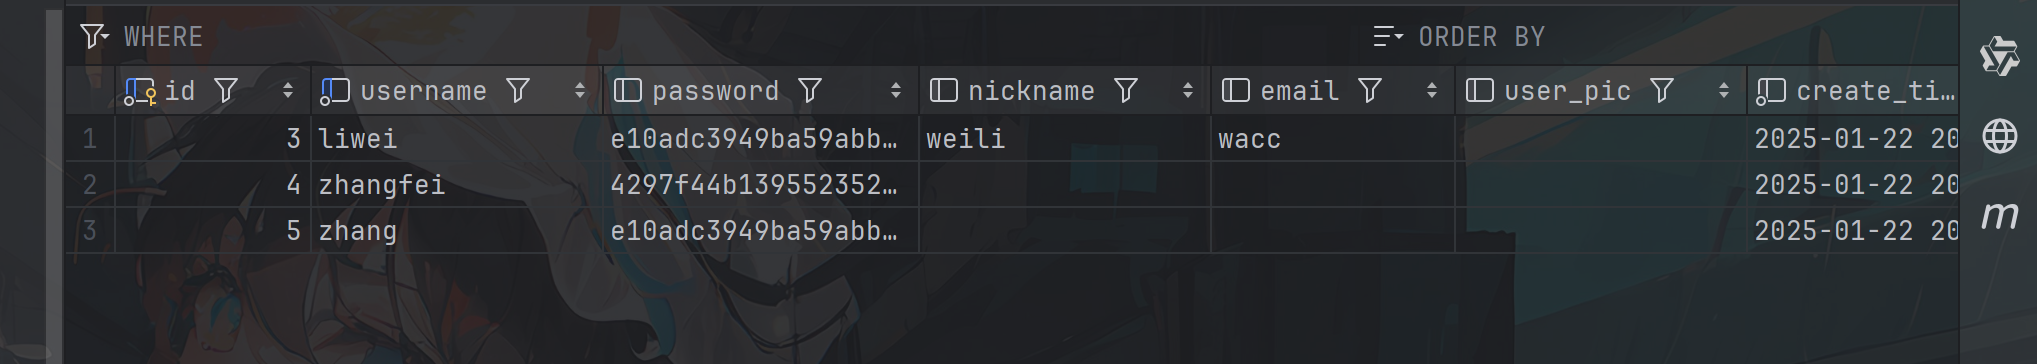 WHERE ORDER BY
id username password nickname email user_pic create_ti…
1 3 liwei e10adc3949ba59abb… weili wacc 2025-01-22 20
2 4 zhangfei 4297f44b139552352… 2025-01-22 20
3 5 zhang e10adc3949ba59abb… 2025-01-22 20
m